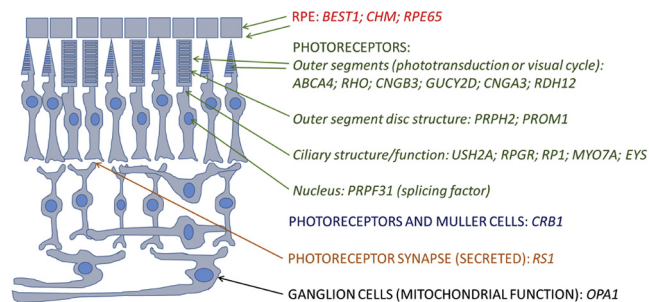 RPE: BEST1; CHM; RPE65
PHOTORECEPTORS:
Outer segments (phototransduction or visual cycle):
ABCA4; RHO; CNGB3; GUCY2D; CNGA3; RDH12
Outer segment disc structure: PRPH2; PROM1
Ciliary structure/function: USH2A; RPGR; RP1; MYO7A; EYS
Nucleus: PRPF31 (splicing factor)
PHOTORECEPTORS AND MULLER CELLS: CRB1
PHOTORECEPTOR SYNAPSE (SECRETED): RS1
GANGLION CELLS (MITOCHONDRIAL FUNCTION): OPA1